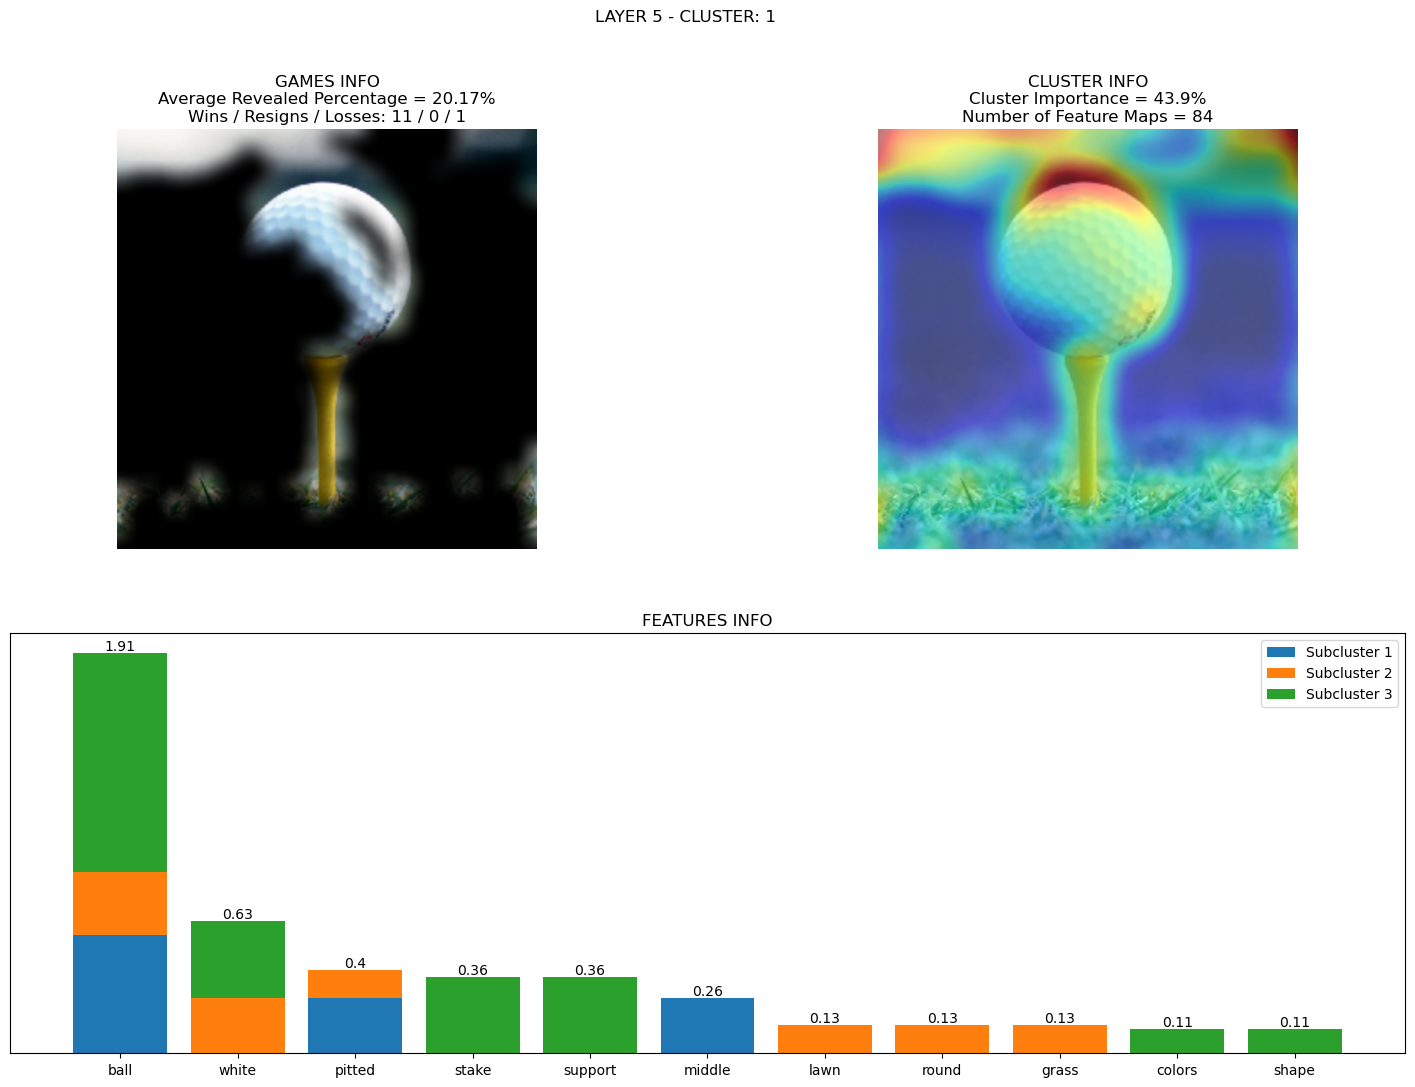 LAYER 5 - CLUSTER: 1
GAMES INFO
Average Revealed Percentage = 20.17%
Wins / Resigns / Losses: 11 / 0 / 1
CLUSTER INFO
Cluster Importance = 43.9%
Number of Feature Maps = 84
FEATURES INFO
Subcluster 1
Subcluster 2
Subcluster 3
1.91
0.63
0.4
0.36
0.36
0.26
0.13
0.13
0.13
0.11
0.11
ball
white
pitted
stake
support
middle
lawn
round
grass
colors
shape